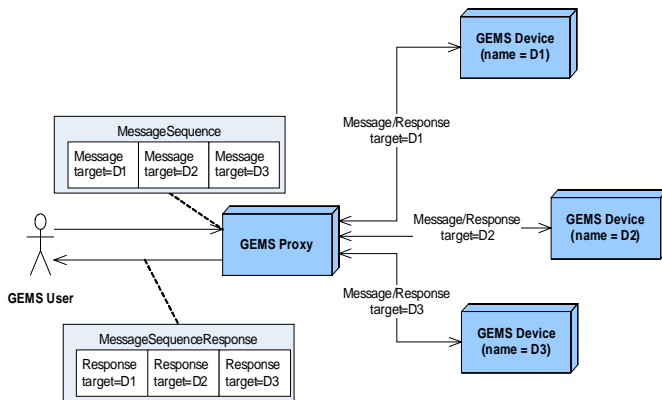 GEMS Device
(name = D1)
Message/Response
target=D1
MessageSequence
Message
target=D1
Message
target=D2
Message
target=D3
GEMS Proxy
Message/Response
target=D2
GEMS Device
(name = D2)
GEMS User
Message/Response
target=D3
GEMS Device
(name = D3)
MessageSequenceResponse
Response
target=D1
Response
target=D2
Response
target=D3